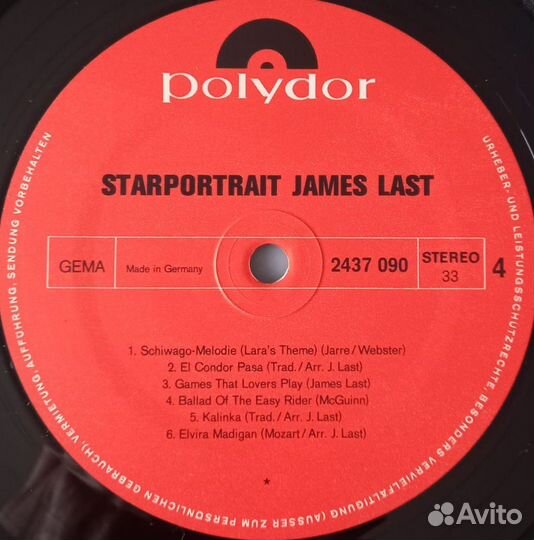 polydor
STARPORTRAIT JAMES LAST
GEMA
Made in Germany
2437 090
STEREO
33
4
1. Schiwago-Melodie (Lara's Theme) (Jarre/Webster)
2. El Condor Pasa (Trad./Arr. J. Last)
3. Games That Lovers Play (James Last)
4. Ballad Of The Easy Rider (McGuinn)
5. Kalinka (Trad./Arr. J. Last)
6. Elvira Madigan (Mozart/Arr. J. Last)
*
URHEBER- UND LEISTUNGSSCHUTZRECHTE, BESONDERS VERVIELFÄLTIGUNG (AUSSER ZUM PERSÖNLICHEN GEBRAUCH), VERMIETUNG, AUFFÜHRUNG, SENDUNG VORBEHALTEN
Avito